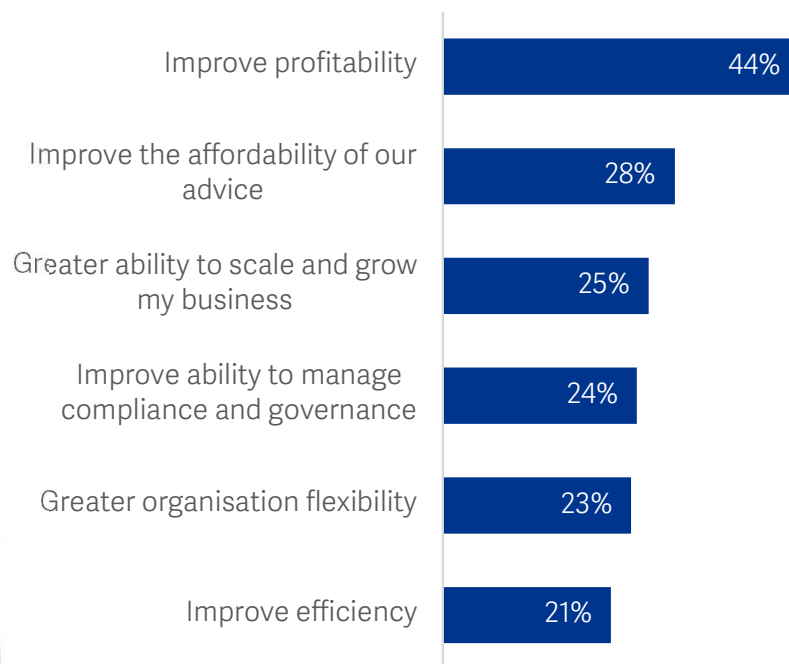 Improve profitability
44%
Improve the affordability of our
advice
28%
Greater ability to scale and grow
my business
25%
Improve ability to manage
compliance and governance
24%
Greater organisation flexibility
23%
Improve efficiency
21%